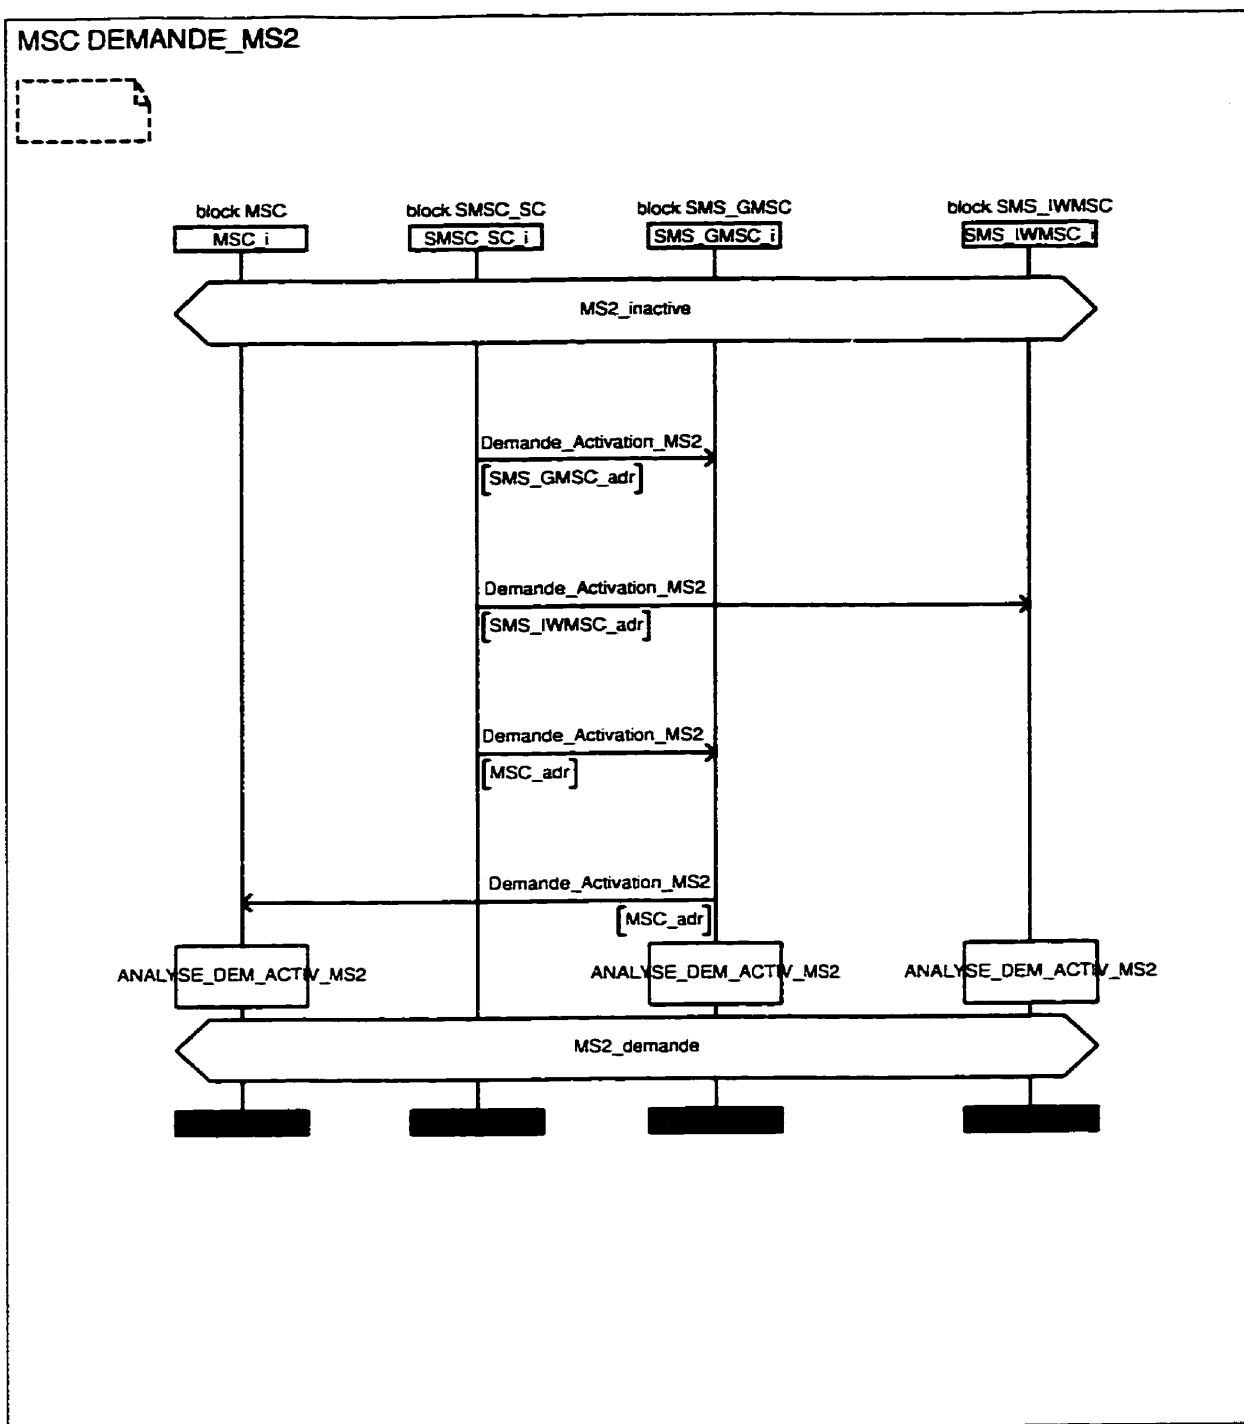 MSC DEMANDE_MS2
block MSC
block SMSC_SC
block SMS_GMSC
block SMS_IWMSC
MSC_i
SMSC_SC_i
SMS_GMSC_i
SMS_IWMSC_i
MS2_inactive
Demande_Activation_MS2
[SMS_GMSC_adr]
Demande_Activation_MS2
[SMS_IWMSC_adr]
Demande_Activation_MS2
[MSC_adr]
Demande_Activation_MS2
[MSC_adr]
ANALYSE_DEM_ACTIV_MS2
ANALYSE_DEM_ACTIV_MS2
ANALYSE_DEM_ACTIV_MS2
MS2_demande